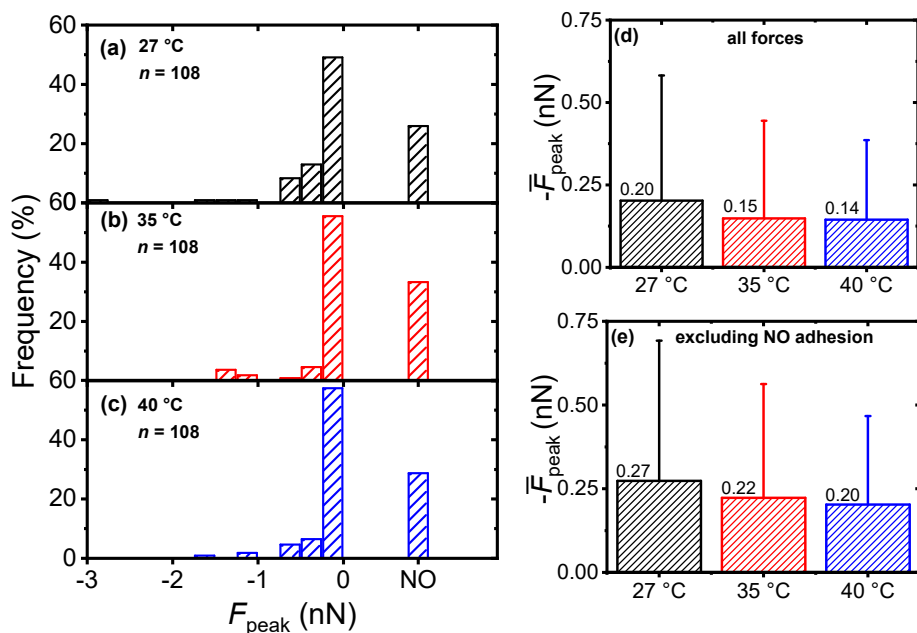 60
(a) 27 °C
n = 108
40
20
60
(b) 35 °C
n = 108
40
20
60
(c) 40 °C
n = 108
40
20
0
-3 -2 -1 0 NO
Frequency (%)
F_peak (nN)
(d) all forces
0.75
0.50
0.25
0.00
-F̅_peak (nN)
0.20 0.15 0.14
27 °C 35 °C 40 °C
(e) excluding NO adhesion
0.75
0.50
0.25
0.00
-F̅_peak (nN)
0.27 0.22 0.20
27 °C 35 °C 40 °C